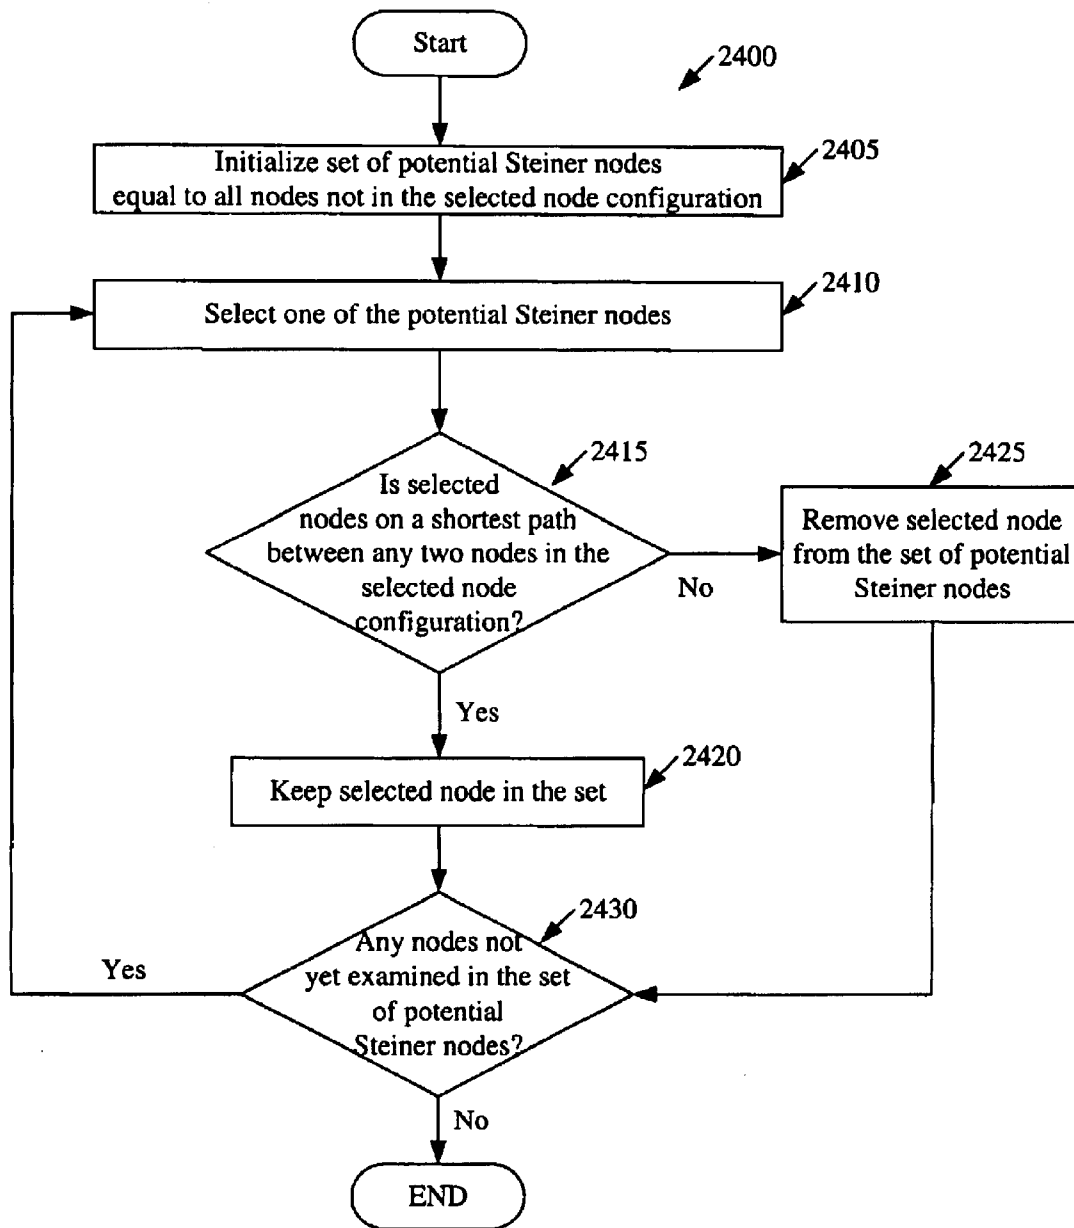 Start
2400
2405
Initialize set of potential Steiner nodes
equal to all nodes not in the selected node configuration
2410
Select one of the potential Steiner nodes
2415
Is selected
nodes on a shortest path
between any two nodes in the
selected node
configuration?
2425
Remove selected node
from the set of potential
Steiner nodes
No
Yes
2420
Keep selected node in the set
2430
Any nodes not
yet examined in the set
of potential
Steiner nodes?
Yes
No
END